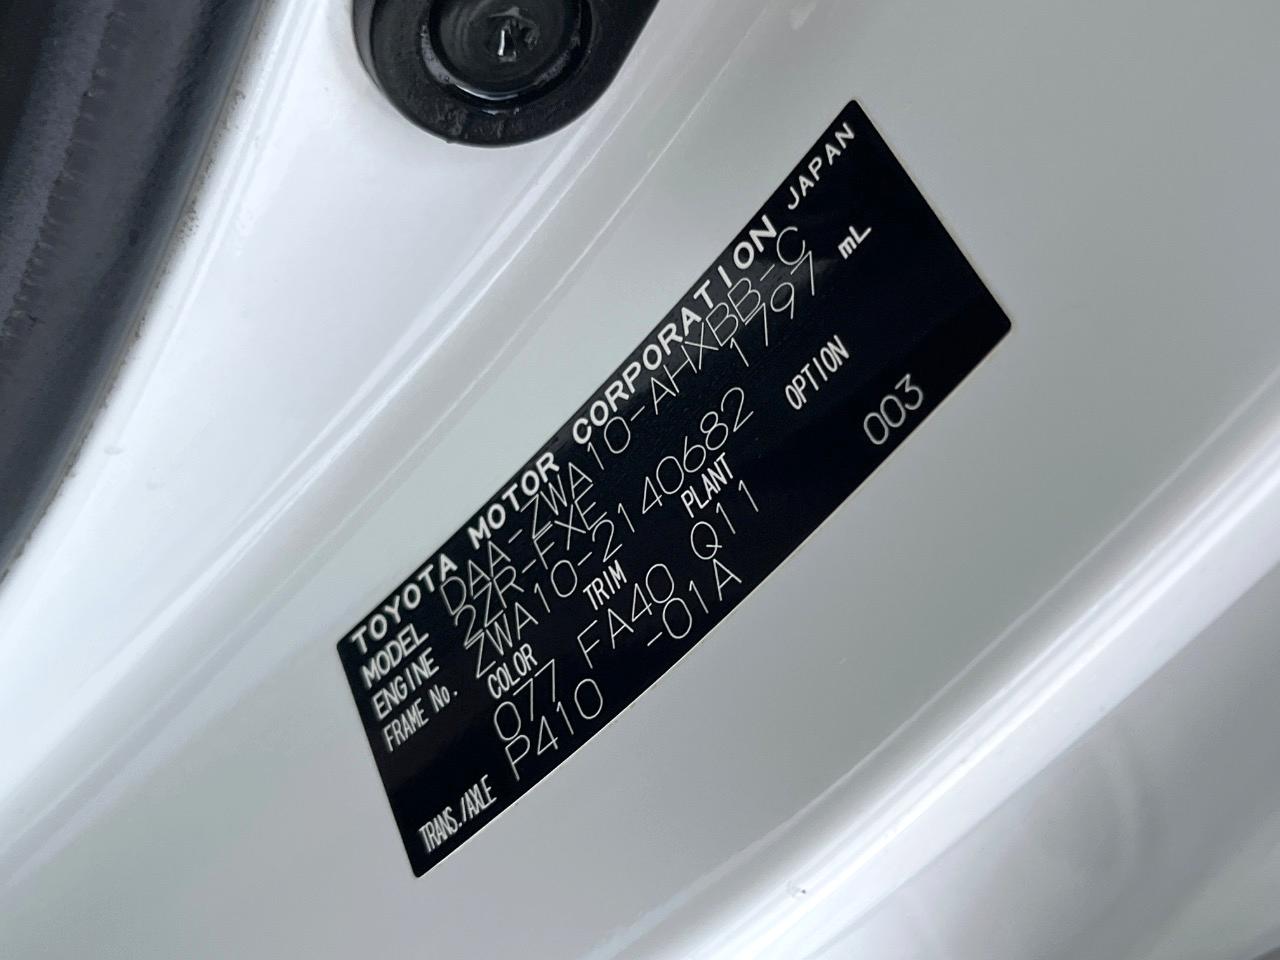 TOYOTA MOTOR CORPORATION JAPAN
MODEL DAA-ZWA10-AHXBB-C
ENGINE 2ZR-FXE 1797 mL
FRAME No. ZWA10-2140682
COLOR TRIM PLANT OPTION
077 FA40 Q11 003
TRANS./AXLE P410 -01A